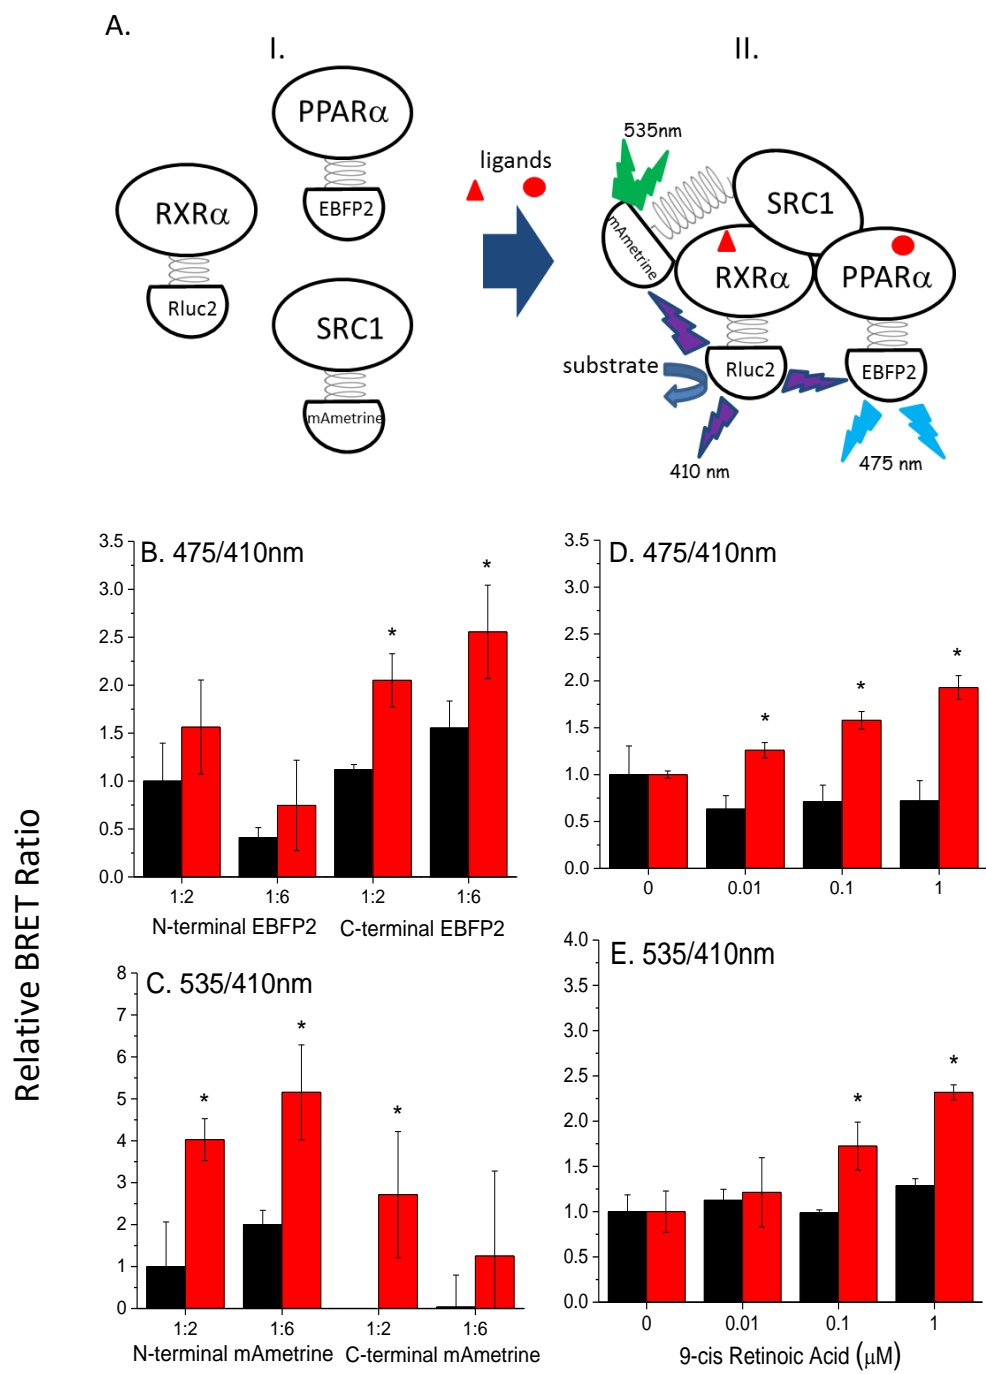 A.
I.
II.
PPARα
EBFP2
RXRα
Rluc2
SRC1
mAmetrine
ligands
535nm
SRC1
mAmetrine
RXRα
PPARα
substrate
Rluc2
EBFP2
410 nm
475 nm
Relative BRET Ratio
B. 475/410nm
3.5
3.0
2.5
2.0
1.5
1.0
0.5
0.0
* *
1:2 1:6 1:2 1:6
N-terminal EBFP2 C-terminal EBFP2
D. 475/410nm
3.5
3.0
2.5
2.0
1.5
1.0
0.5
0.0
* * *
0 0.01 0.1 1
C. 535/410nm
8
7
6
5
4
3
2
1
0
* * *
1:2 1:6 1:2 1:6
N-terminal mAmetrine C-terminal mAmetrine
E. 535/410nm
4.0
3.5
3.0
2.5
2.0
1.5
1.0
0.5
0.0
* *
0 0.01 0.1 1
9-cis Retinoic Acid (μM)